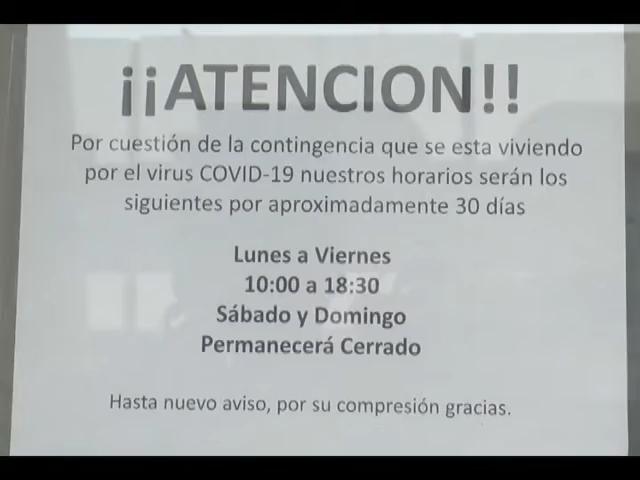 ¡¡ATENCION!!
Por cuestión de la contingencia que se esta viviendo
por el virus COVID-19 nuestros horarios serán los
siguientes por aproximadamente 30 días
Lunes a Viernes
10:00 a 18:30
Sábado y Domingo
Permanecerá Cerrado
Hasta nuevo aviso, por su compresión gracias.